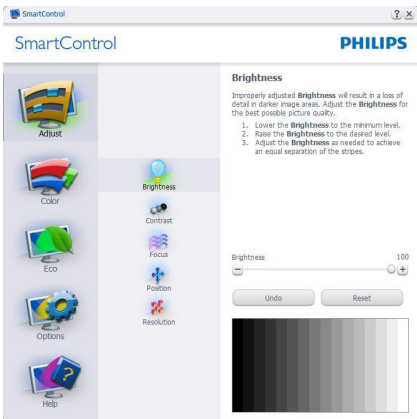 SmartControl
? x
SmartControl
PHILIPS
Adjust
Color
Eco
Options
Help
Brightness
Contrast
Focus
Position
Resolution
Brightness
Improperly adjusted Brightness will result in a loss of
detail in darker image areas. Adjust the Brightness for
the best possible picture quality.
1. Lower the Brightness to the minimum level.
2. Raise the Brightness to the desired level.
3. Adjust the Brightness as needed to achieve
an equal separation of the stripes.
Brightness 100
Undo Reset